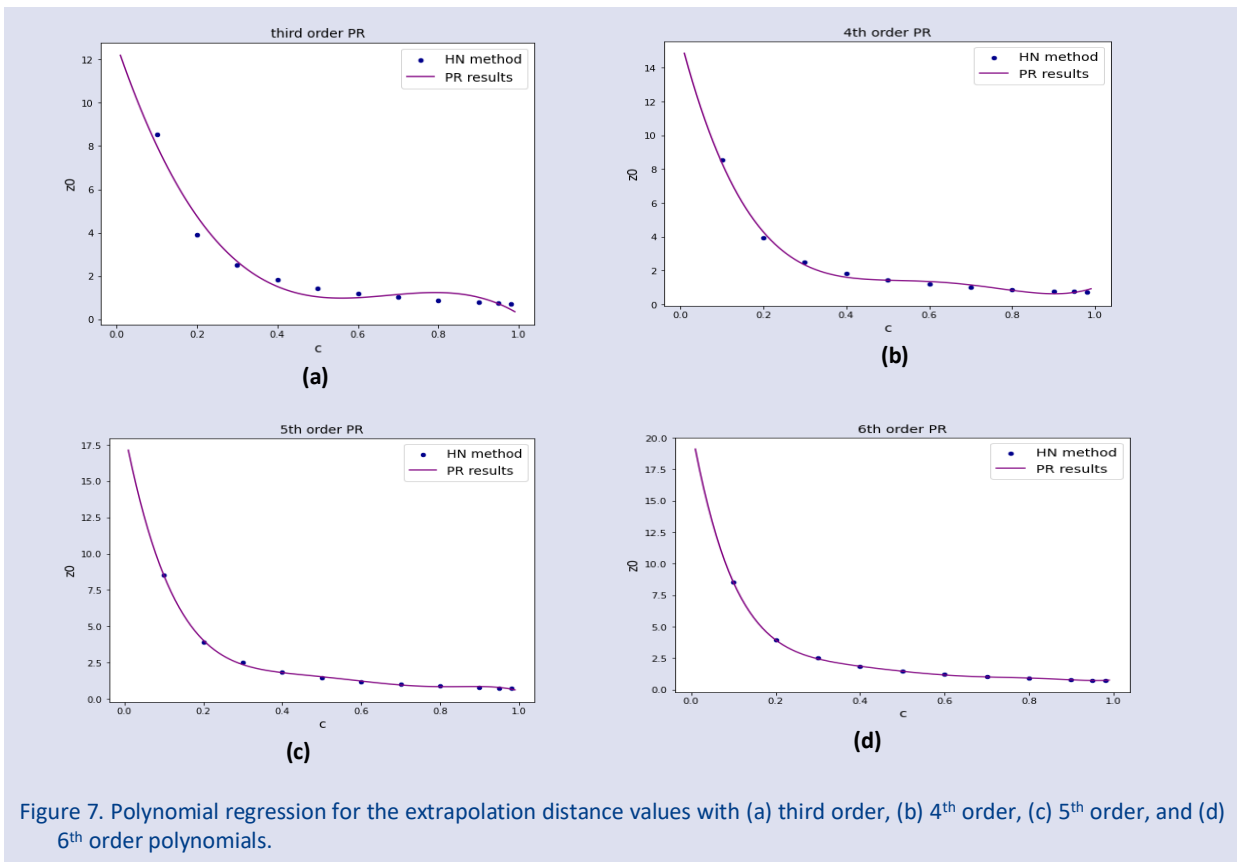 third order PR
HN method
PR results
12
10
8
6
4
2
0
z0
0.0 0.2 0.4 0.6 0.8 1.0
c
(a)
4th order PR
HN method
PR results
14
12
10
8
6
4
2
0
z0
0.0 0.2 0.4 0.6 0.8 1.0
c
(b)
5th order PR
HN method
PR results
17.5
15.0
12.5
10.0
7.5
5.0
2.5
0.0
z0
0.0 0.2 0.4 0.6 0.8 1.0
c
(c)
6th order PR
HN method
PR results
20.0
17.5
15.0
12.5
10.0
7.5
5.0
2.5
0.0
z0
0.0 0.2 0.4 0.6 0.8 1.0
c
(d)
Figure 7. Polynomial regression for the extrapolation distance values with (a) third order, (b) 4th order, (c) 5th order, and (d)
6th order polynomials.